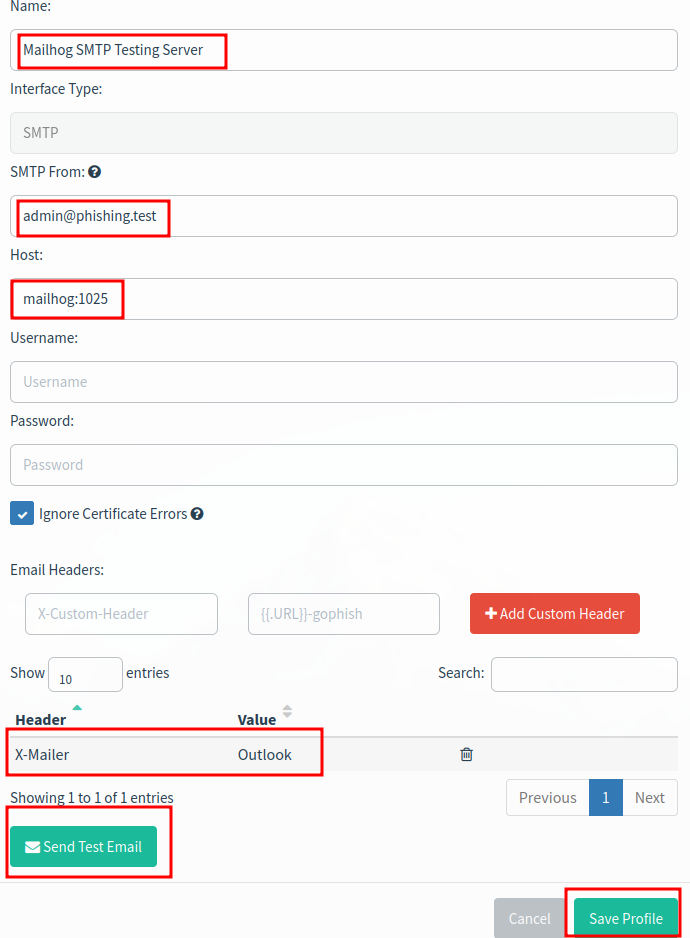 Name:
Mailhog SMTP Testing Server
Interface Type:
SMTP
SMTP From:
admin@phishing.test
Host:
mailhog:1025
Username:
Username
Password:
Password
Ignore Certificate Errors
Email Headers:
X-Custom-Header {{.URL}}-gophish Add Custom Header
Show 10 entries Search:
Header Value
X-Mailer Outlook
Showing 1 to 1 of 1 entries Previous 1 Next
Send Test Email
Cancel Save Profile